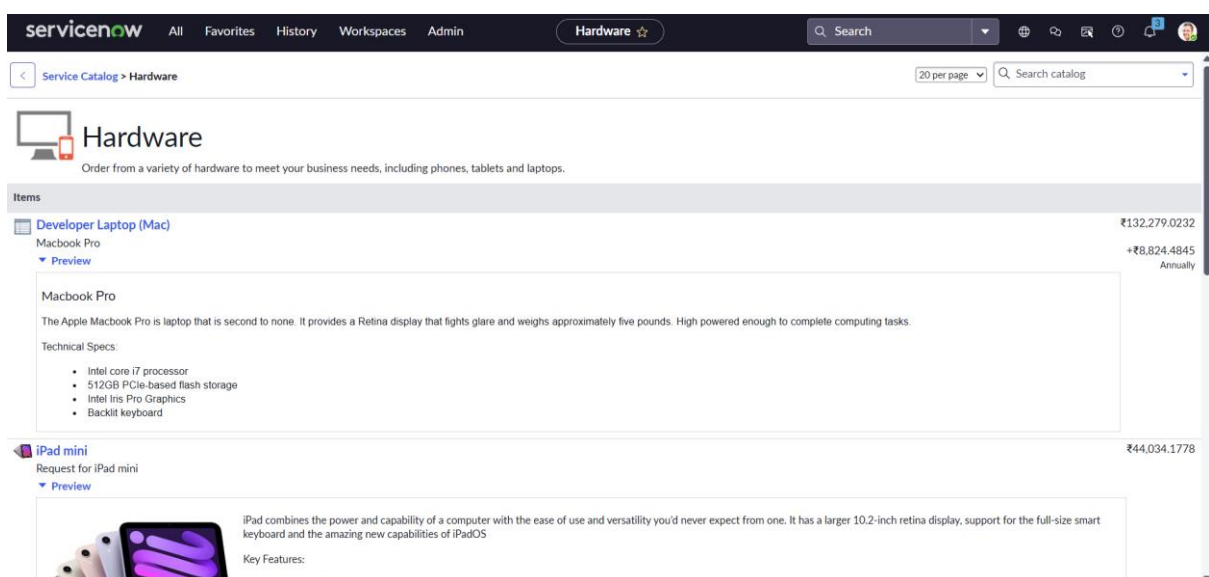 servicenow All Favorites History Workspaces Admin Hardware Search 3
Service Catalog > Hardware 20 per page Search catalog
Hardware
Order from a variety of hardware to meet your business needs, including phones, tablets and laptops.
Items
Developer Laptop (Mac) ₹132,279.0232
Macbook Pro
+₹8,824.4845
Preview
Annually
Macbook Pro
The Apple Macbook Pro is laptop that is second to none. It provides a Retina display that fights glare and weighs approximately five pounds. High powered enough to complete computing tasks.
Technical Specs:
Intel core i7 processor
512GB PCIe-based flash storage
Intel Iris Pro Graphics
Backlit keyboard
iPad mini ₹44,034.1778
Request for iPad mini
Preview
iPad combines the power and capability of a computer with the ease of use and versatility you'd never expect from one. It has a larger 10.2-inch retina display, support for the full-size smart
keyboard and the amazing new capabilities of iPadOS
Key Features: